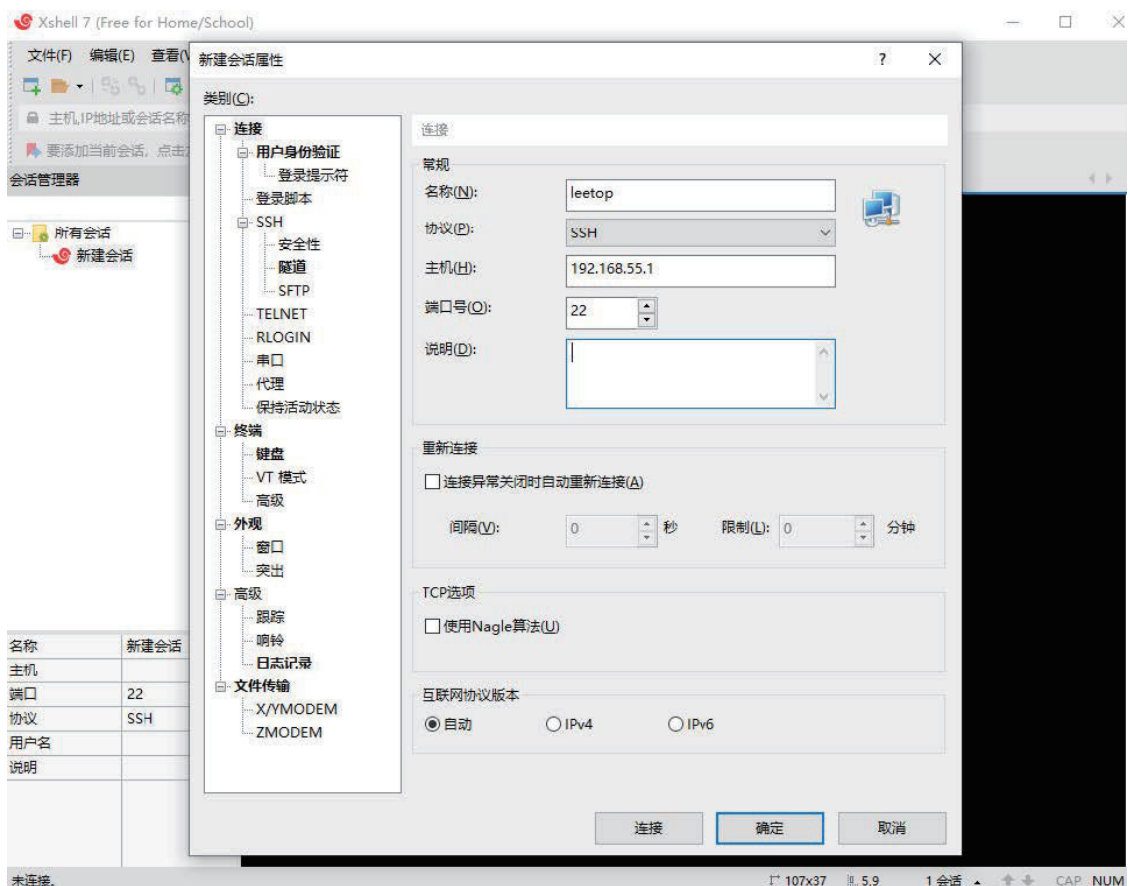 Xshell 7 (Free for Home/School)
文件(F) 编辑(E) 查看(V
新建会话属性
?
类别(C):
主机,IP地址或会话名称
要添加当前会话, 点击
会话管理器
所有会话
新建会话
连接
用户身份验证
登录提示符
登录脚本
SSH
安全性
隧道
SFTP
TELNET
RLOGIN
串口
代理
保持活动状态
终端
键盘
VT 模式
高级
外观
窗口
突出
高级
跟踪
响铃
日志记录
文件传输
X/YMODEM
ZMODEM
连接
常规
名称(N): leetop
协议(P): SSH
主机(H): 192.168.55.1
端口号(O): 22
说明(D):
重新连接
连接异常关闭时自动重新连接(A)
间隔(V): 0 秒 限制(L): 0 分钟
TCP选项
使用Nagle算法(U)
互联网协议版本
自动 IPv4 IPv6
连接 确定 取消
名称 新建会话
主机
端口 22
协议 SSH
用户名
说明
未连接。 107x37 5,9 1 会话 CAP NUM